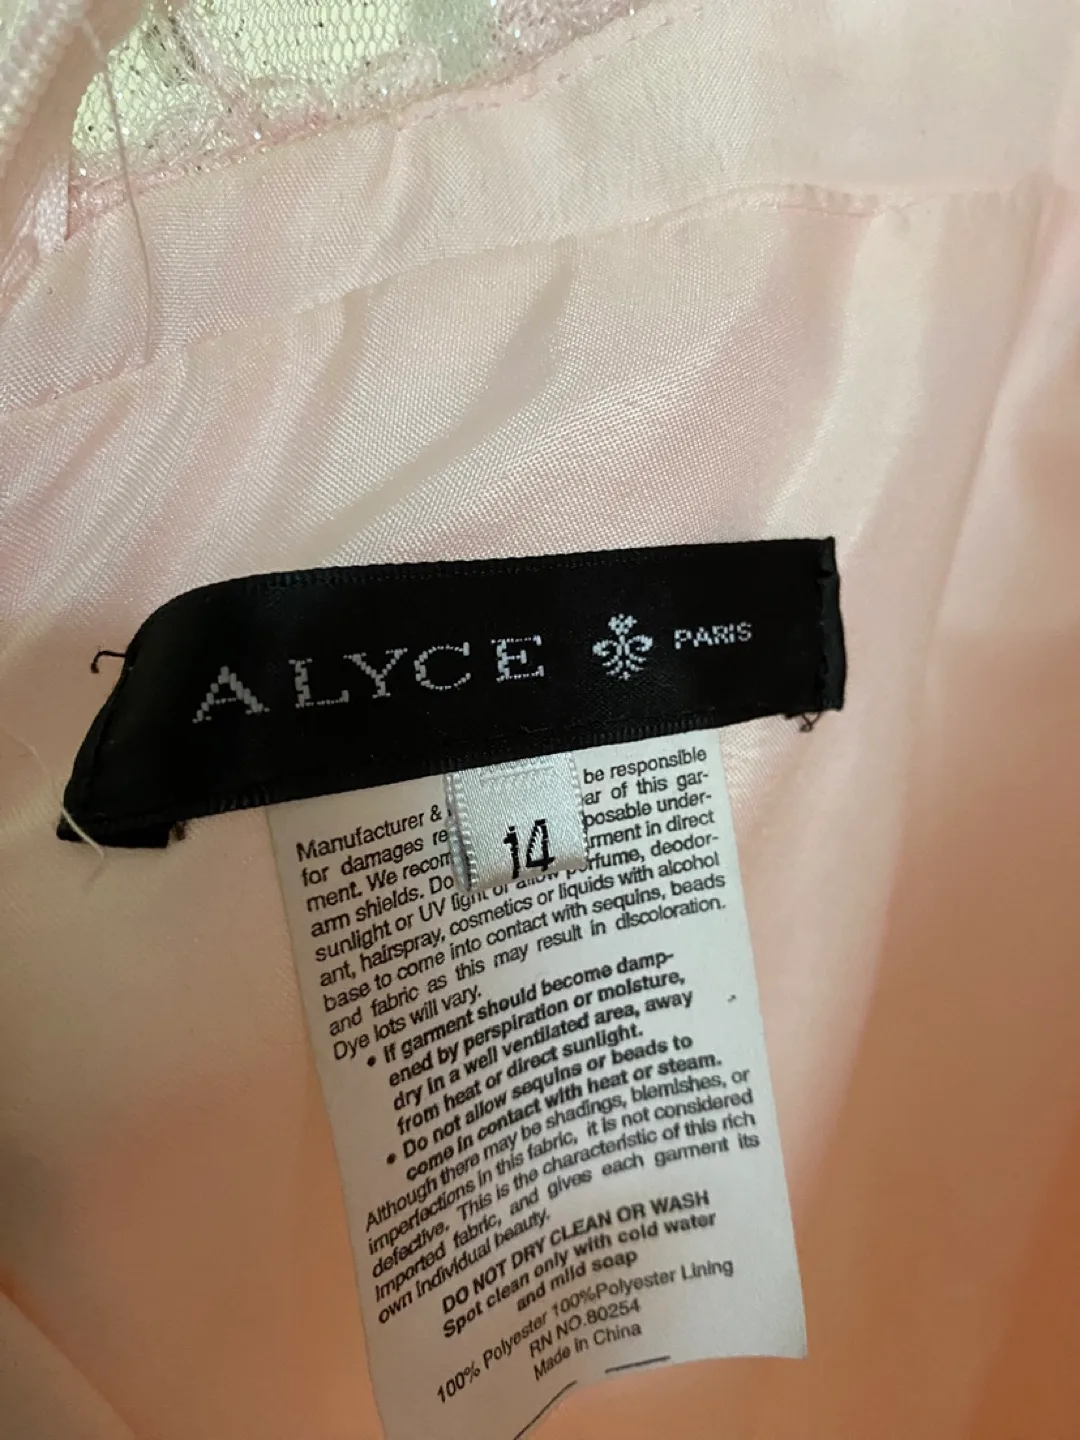 ALYCE PARIS
14
Manufacturer & be responsible
for damages re ar of this gar-
ment. We recom posable under-
arm shields. Do rment in direct
sunlight or UV light or allow perfume, deodor-
ant, hairspray, cosmetics or liquids with alcohol
base to come into contact with sequins, beads
and fabric as this may result in discoloration.
Dye lots will vary.
• If garment should become damp-
ened by perspiration or moisture,
dry in a well ventilated area, away
from heat or direct sunlight.
• Do not allow sequins or beads to
come in contact with heat or steam.
Although there may be shadings, blemishes, or
imperfections in this fabric, it is not considered
defective. This is the characteristic of this rich
Imported fabric, and gives each garment its
own individual beauty.
DO NOT DRY CLEAN OR WASH
Spot clean only with cold water
and mild soap
100% Polyester 100%Polyester Lining
RN NO.80254
Made in China